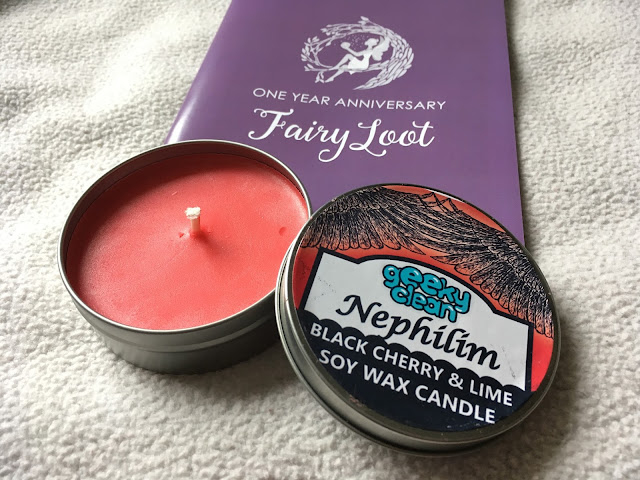 ONE YEAR ANNIVERSARY
FairyLoot
geeky
clean
Nephilim
BLACK CHERRY & LIME
SOY WAX CANDLE